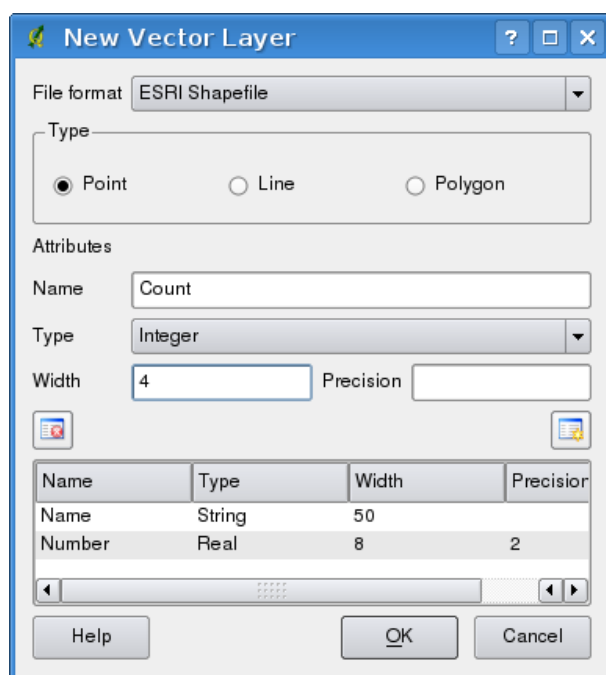 New Vector Layer
File format ESRI Shapefile
Type
Point Line Polygon
Attributes
Name Count
Type Integer
Width 4 Precision
Name Type Width Precision
Name String 50
Number Real 8 2
Help OK Cancel